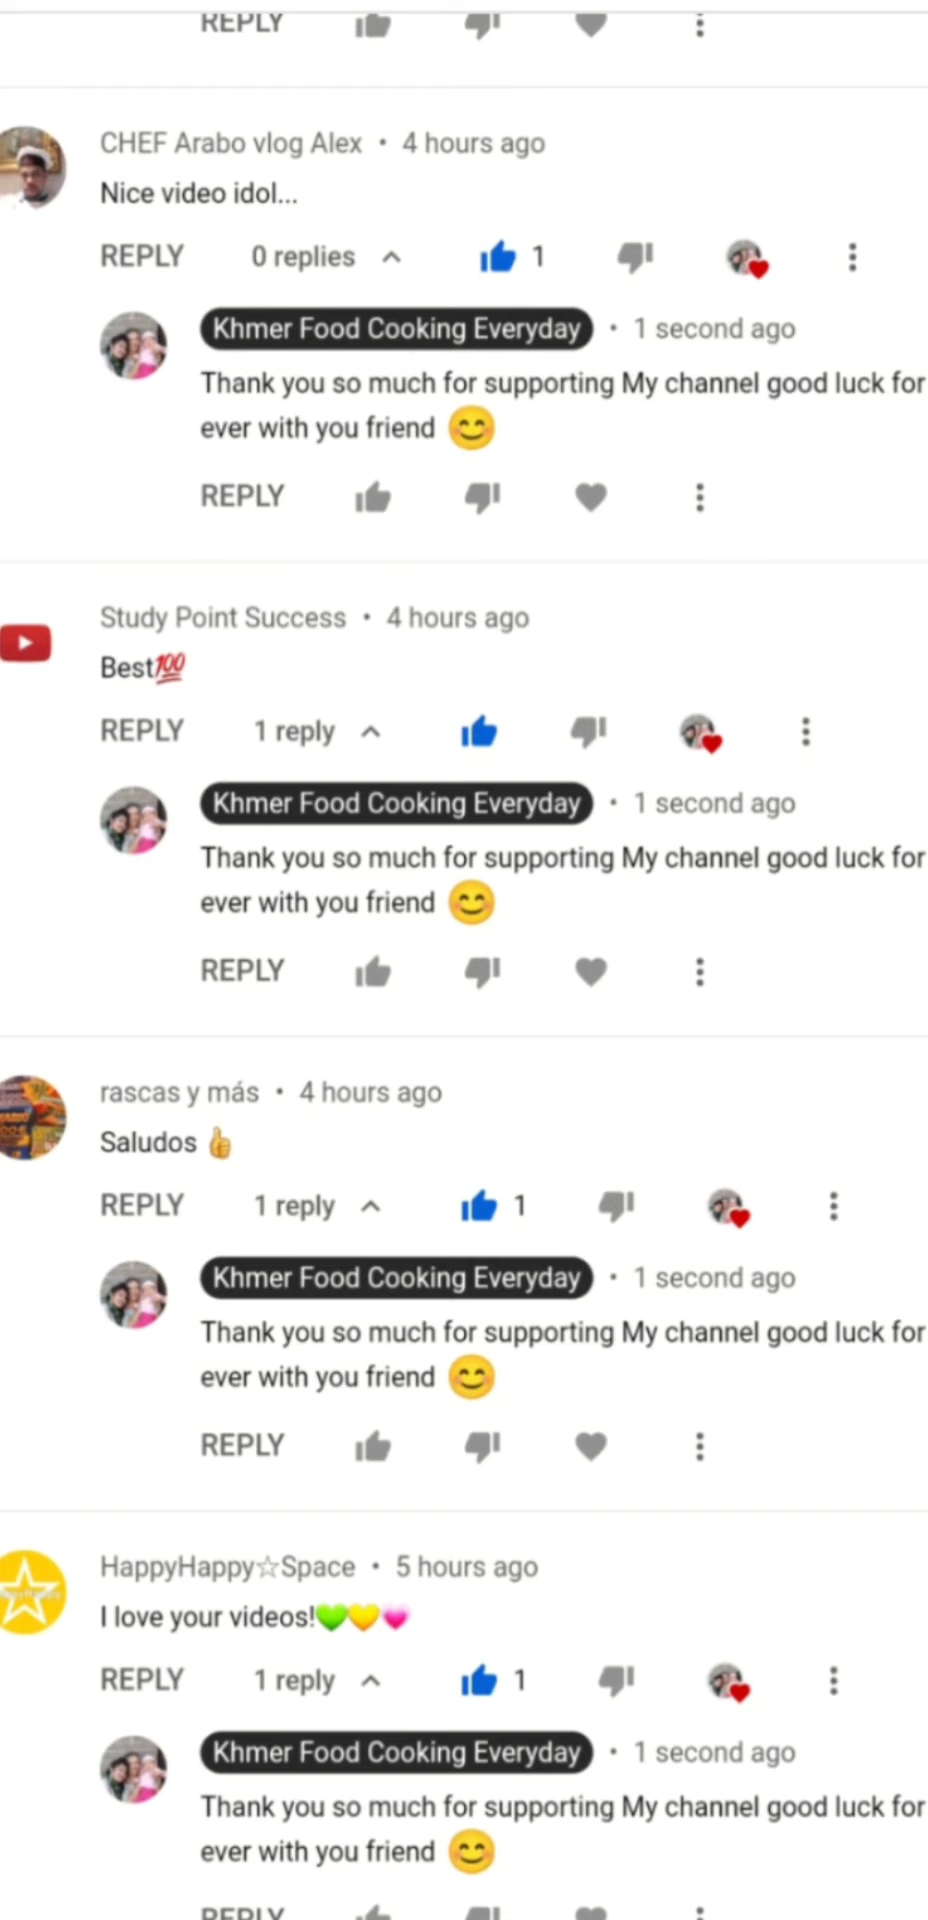 REPLY
CHEF Arabo vlog Alex • 4 hours ago
Nice video idol...
REPLY 0 replies 1
Khmer Food Cooking Everyday • 1 second ago
Thank you so much for supporting My channel good luck for
ever with you friend 😊
REPLY
Study Point Success • 4 hours ago
Best💯
REPLY 1 reply
Khmer Food Cooking Everyday • 1 second ago
Thank you so much for supporting My channel good luck for
ever with you friend 😊
REPLY
rascas y más • 4 hours ago
Saludos 👍
REPLY 1 reply 1
Khmer Food Cooking Everyday • 1 second ago
Thank you so much for supporting My channel good luck for
ever with you friend 😊
REPLY
HappyHappy☆Space • 5 hours ago
I love your videos!💚💛💗
REPLY 1 reply 1
Khmer Food Cooking Everyday • 1 second ago
Thank you so much for supporting My channel good luck for
ever with you friend 😊
REPLY